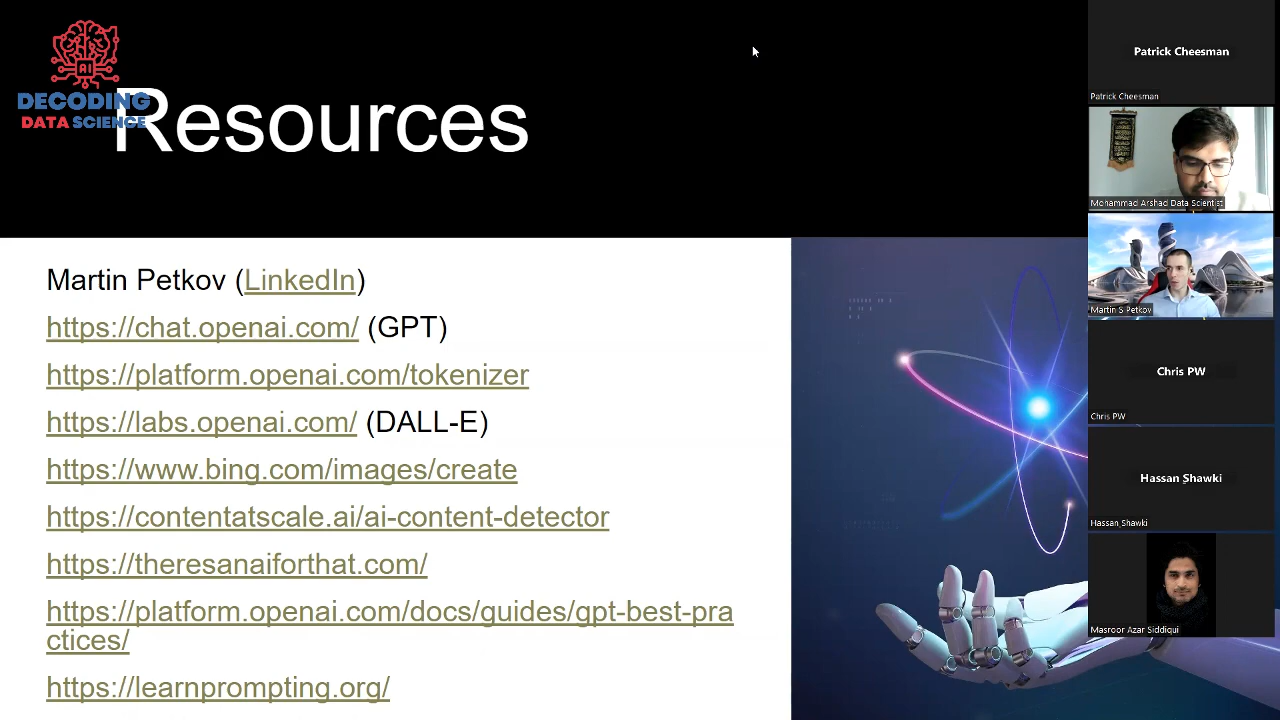 AI
DECODING
DATA SCIENCE
Resources
Martin Petkov (LinkedIn)
https://chat.openai.com/ (GPT)
https://platform.openai.com/tokenizer
https://labs.openai.com/ (DALL-E)
https://www.bing.com/images/create
https://contentatscale.ai/ai-content-detector
https://theresanaiforthat.com/
https://platform.openai.com/docs/guides/gpt-best-pra
ctices/
https://learnprompting.org/
Patrick Cheesman
Patrick Cheesman
Mohammad Arshad Data Scientist
Martin S Petkov
Chris PW
Chris PW
Hassan Shawki
Hassan Shawki
Masroor Azar Siddiqui